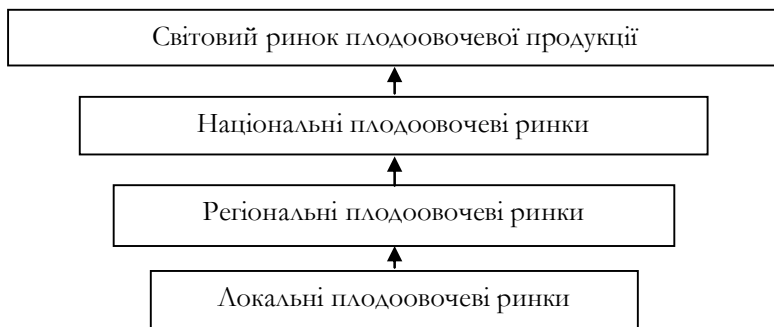 Світовий ринок плодоовочевої продукції
Національні плодоовочеві ринки
Регіональні плодоовочеві ринки
Локальні плодоовочеві ринки